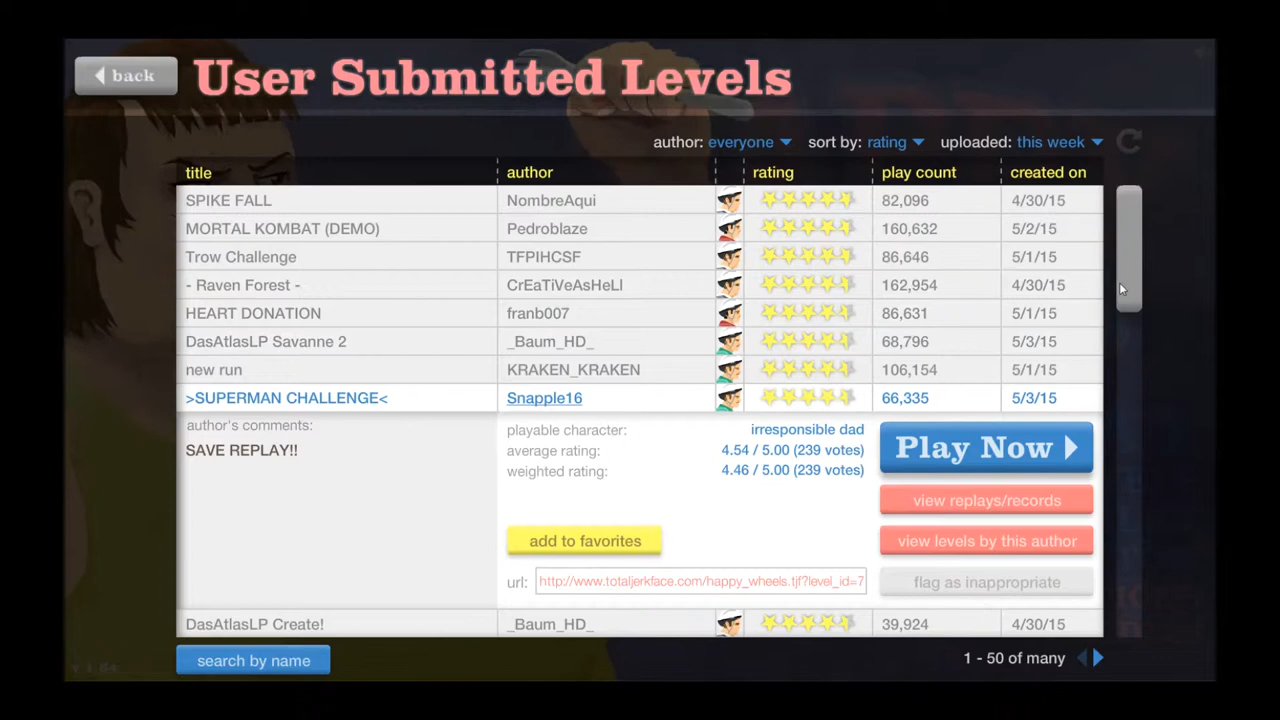 back
User Submitted Levels
author: everyone sort by: rating uploaded: this week
title author rating play count created on
SPIKE FALL NombreAqui 82,096 4/30/15
MORTAL KOMBAT (DEMO) Pedroblaze 160,632 5/2/15
Trow Challenge TFPIHCSF 86,646 5/1/15
- Raven Forest - CrEaTiVeAsHeLl 162,954 4/30/15
HEART DONATION franb007 86,631 5/1/15
DasAtlasLP Savanne 2 _Baum_HD_ 68,796 5/3/15
new run KRAKEN_KRAKEN 106,154 5/1/15
>SUPERMAN CHALLENGE< Snapple16 66,335 5/3/15
author's comments:
SAVE REPLAY!!
playable character: irresponsible dad
average rating: 4.54 / 5.00 (239 votes)
weighted rating: 4.46 / 5.00 (239 votes)
Play Now
view replays/records
add to favorites
view levels by this author
url: http://www.totaljerkface.com/happy_wheels.tjf?level_id=7
flag as inappropriate
DasAtlasLP Create! _Baum_HD_ 39,924 4/30/15
search by name
1 - 50 of many